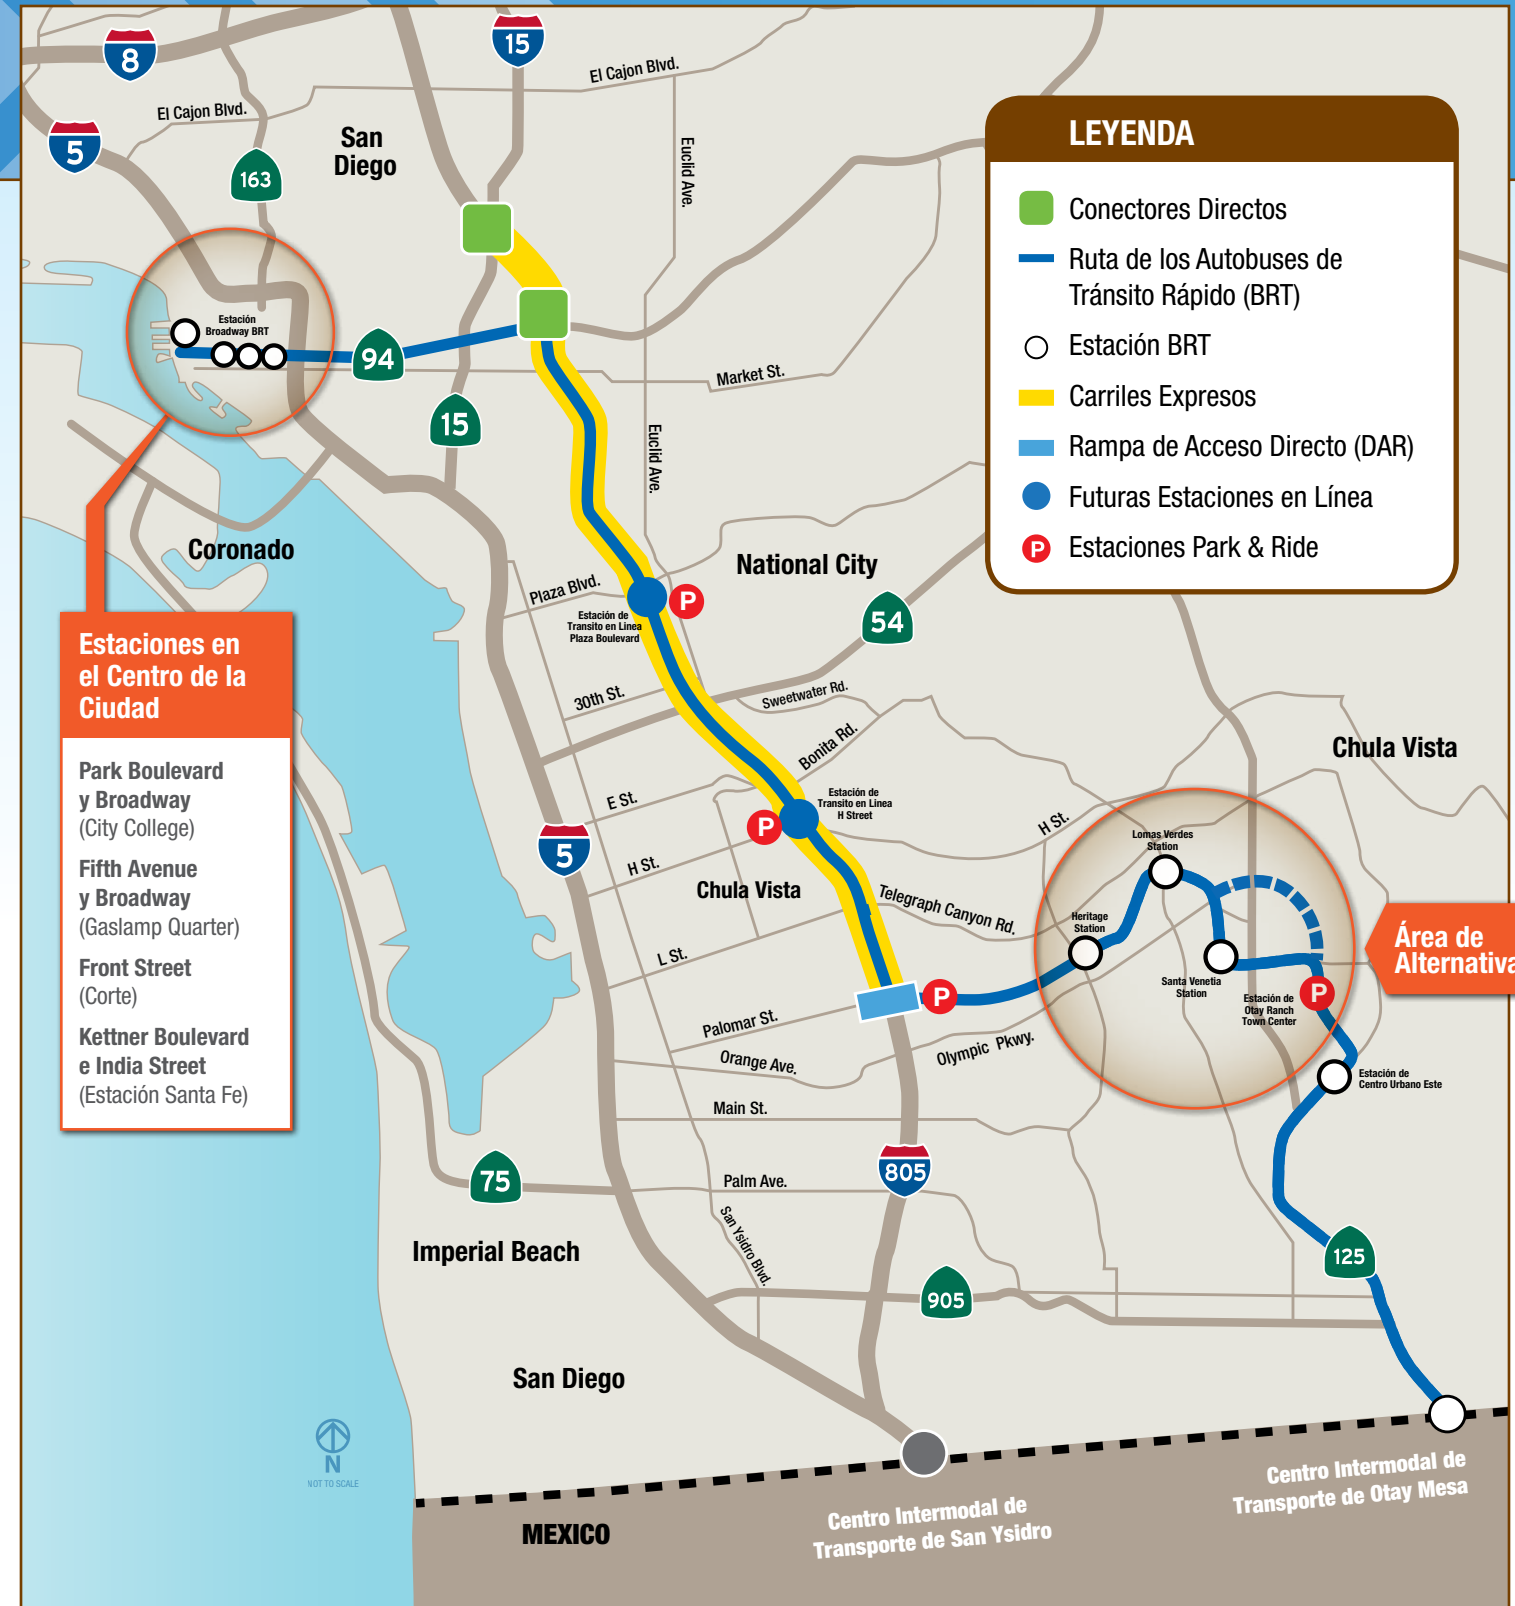 8
15
El Cajon Blvd.
El Cajon Blvd.
5
163
San
Diego
Euclid Ave.
LEYENDA
Conectores Directos
Ruta de los Autobuses de
Tránsito Rápido (BRT)
Estación BRT
Carriles Expresos
Rampa de Acceso Directo (DAR)
Futuras Estaciones en Línea
P Estaciones Park & Ride
Estación
Broadway BRT
94
Market St.
15
Euclid Ave.
Coronado
National City
Plaza Blvd.
P
Estación de
Transito en Linea
Plaza Boulevard
54
Estaciones en
el Centro de la
Ciudad
Park Boulevard
y Broadway
(City College)
Fifth Avenue
y Broadway
(Gaslamp Quarter)
Front Street
(Corte)
Kettner Boulevard
e India Street
(Estación Santa Fe)
30th St.
Sweetwater Rd.
Bonita Rd.
Chula Vista
E St.
Estación de
Transito en Linea
H Street
P
5
H St.
H St.
Lomas Verdes
Station
Chula Vista
Telegraph Canyon Rd.
Heritage
Station
Área de
Alternativa
L St.
Santa Venetia
Station
Estación de
Otay Ranch
Town Center
P
P
Palomar St.
Orange Ave.
Olympic Pkwy.
Estación de
Centro Urbano Este
Main St.
75
805
Palm Ave.
San Ysidro Blvd.
Imperial Beach
125
905
San Diego
N
NOT TO SCALE
MEXICO
Centro Intermodal de
Transporte de San Ysidro
Centro Intermodal de
Transporte de Otay Mesa